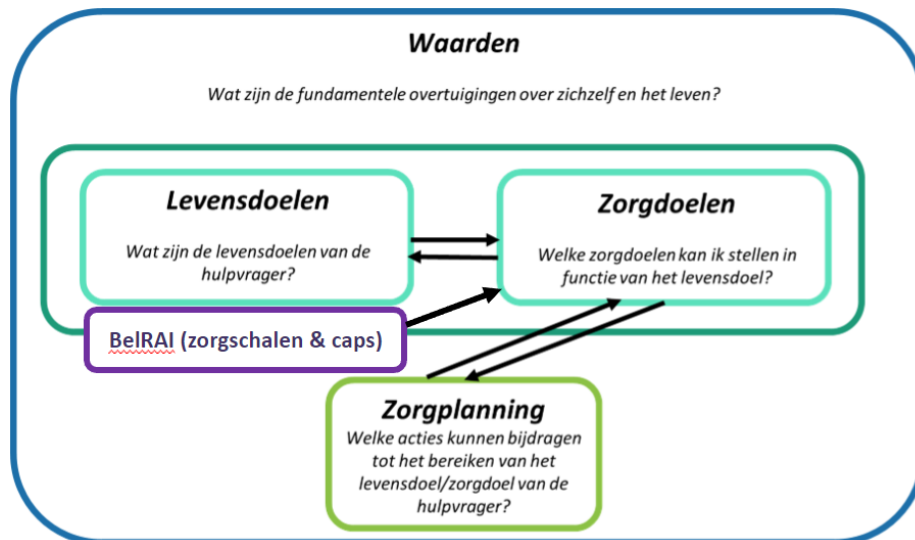 Waarden
Wat zijn de fundamentele overtuigingen over zichzelf en het leven?
Levensdoelen
Wat zijn de levensdoelen van de
hulpvrager?
Zorgdoelen
Welke zorgdoelen kan ik stellen in
functie van het levensdoel?
BelRAI (zorgschalen & caps)
Zorgplanning
Welke acties kunnen bijdragen
tot het bereiken van het
levensdoel/zorgdoel van de
hulpvrager?